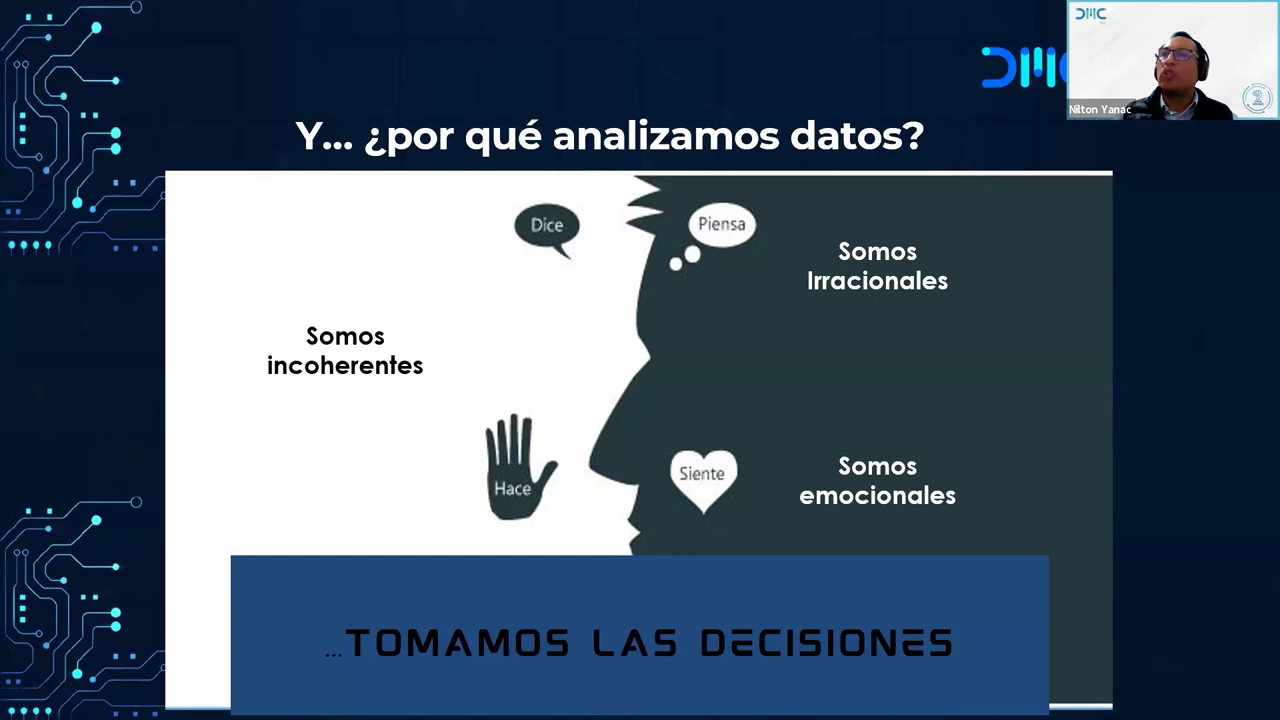 DMC
Nilton Yanac
Y... ¿por qué analizamos datos?
Dice
Piensa
Somos
Irracionales
Somos
incoherentes
Hace
Siente
Somos
emocionales
...TOMAMOS LAS DECISIONES